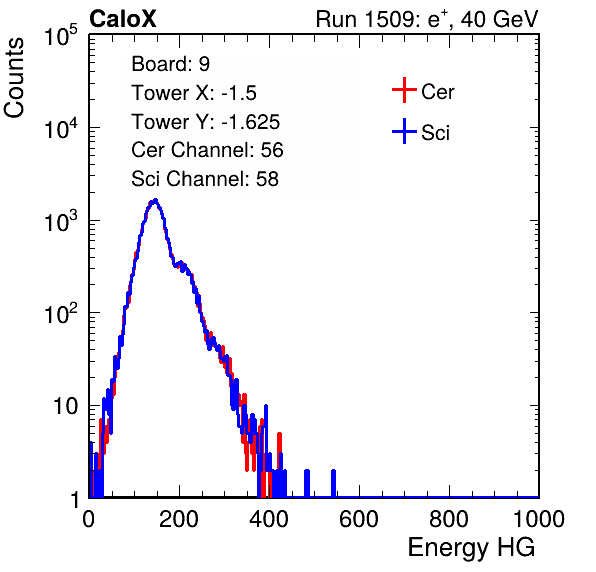 CaloX Run 1509: e⁺, 40 GeV
Counts
10⁵
10⁴
10³
10²
10
1
Board: 9
Tower X: -1.5
Tower Y: -1.625
Cer Channel: 56
Sci Channel: 58
Cer
Sci
0 200 400 600 800 1000
Energy HG